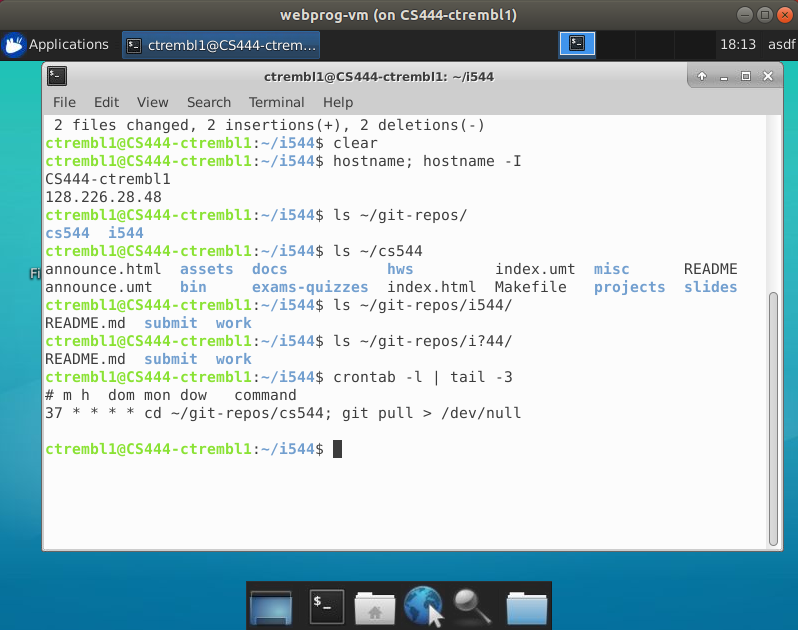 webprog-vm (on CS444-ctrembl1)
Applications ctrembl1@CS444-ctrem... 18:13 asdf
ctrembl1@CS444-ctrembl1: ~/i544
File Edit View Search Terminal Help
2 files changed, 2 insertions(+), 2 deletions(-)
ctrembl1@CS444-ctrembl1:~/i544$ clear
ctrembl1@CS444-ctrembl1:~/i544$ hostname; hostname -I
CS444-ctrembl1
128.226.28.48
ctrembl1@CS444-ctrembl1:~/i544$ ls ~/git-repos/
cs544 i544
ctrembl1@CS444-ctrembl1:~/i544$ ls ~/cs544
announce.html assets docs hws index.umt misc README
announce.umt bin exams-quizzes index.html Makefile projects slides
ctrembl1@CS444-ctrembl1:~/i544$ ls ~/git-repos/i544/
README.md submit work
ctrembl1@CS444-ctrembl1:~/i544$ ls ~/git-repos/i?44/
README.md submit work
ctrembl1@CS444-ctrembl1:~/i544$ crontab -l | tail -3
# m h dom mon dow command
37 * * * * cd ~/git-repos/cs544; git pull > /dev/null
ctrembl1@CS444-ctrembl1:~/i544$